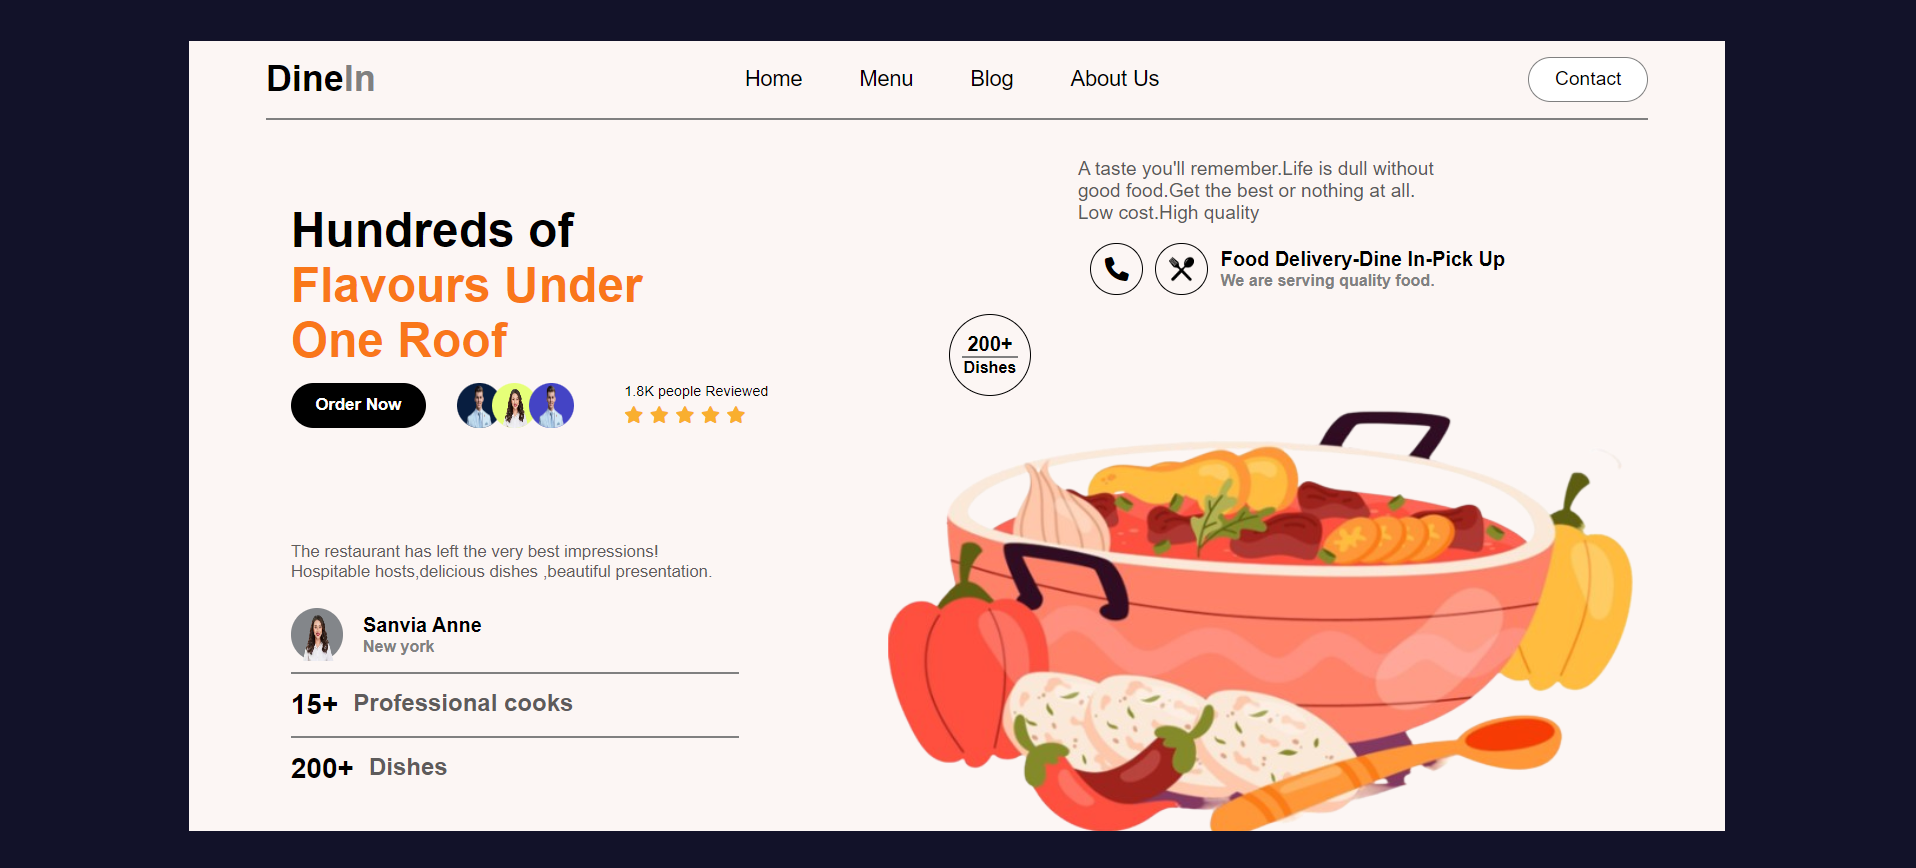 DineIn
Home
Menu
Blog
About Us
Contact
A taste you'll remember.Life is dull without
good food.Get the best or nothing at all.
Low cost.High quality
Food Delivery-Dine In-Pick Up
We are serving quality food.
Hundreds of
Flavours Under
One Roof
200+
Dishes
Order Now
1.8K people Reviewed
The restaurant has left the very best impressions!
Hospitable hosts,delicious dishes ,beautiful presentation.
Sanvia Anne
New york
15+ Professional cooks
200+ Dishes